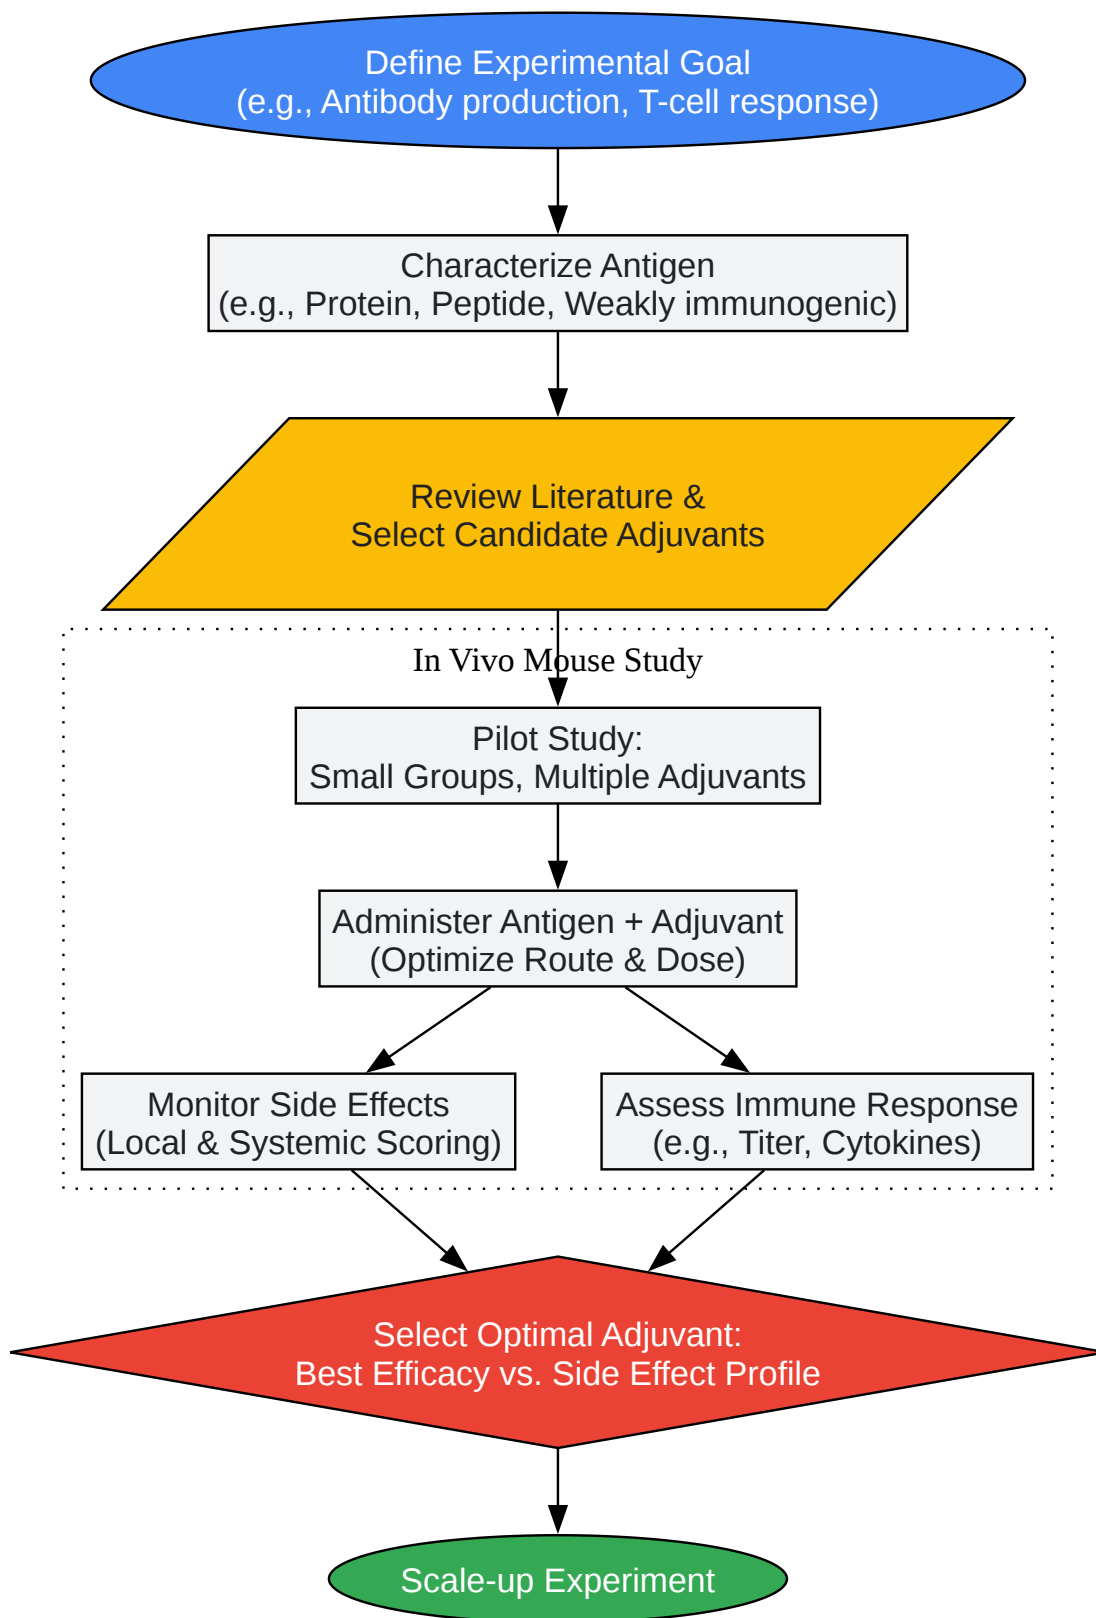 Define Experimental Goal
(e.g., Antibody production, T-cell response)
Characterize Antigen
(e.g., Protein, Peptide, Weakly immunogenic)
Review Literature &
Select Candidate Adjuvants
In Vivo Mouse Study
Pilot Study:
Small Groups, Multiple Adjuvants
Administer Antigen + Adjuvant
(Optimize Route & Dose)
Monitor Side Effects
(Local & Systemic Scoring)
Assess Immune Response
(e.g., Titer, Cytokines)
Select Optimal Adjuvant:
Best Efficacy vs. Side Effect Profile
Scale-up Experiment